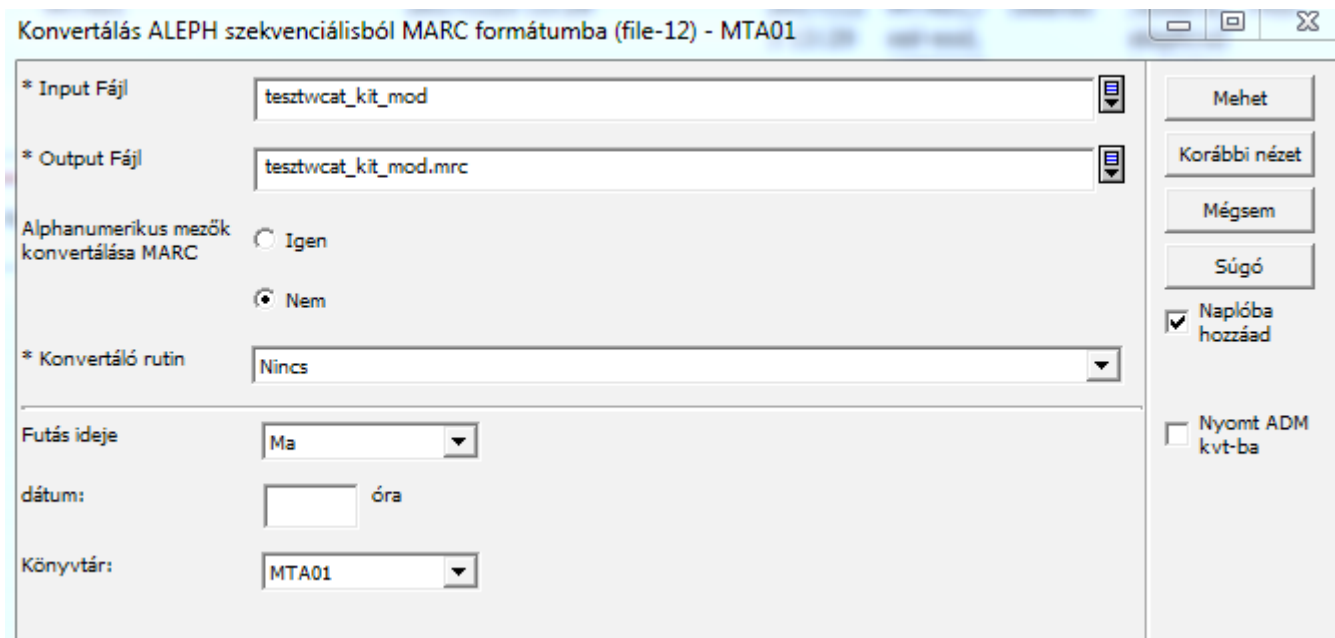 Konvertálás ALEPH szekvenciálisból MARC formátumba (file-12) - MTA01
* Input Fájl
tesztwcat_kit_mod
* Output Fájl
tesztwcat_kit_mod.mrc
Alphanumerikus mezők
konvertálása MARC
Igen
Nem
* Konvertáló rutin
Nincs
Futás ideje
Ma
dátum:
óra
Könyvtár:
MTA01
Mehet
Korábbi nézet
Mégsem
Súgó
Naplóba
hozzáad
Nyomt ADM
kvt-ba